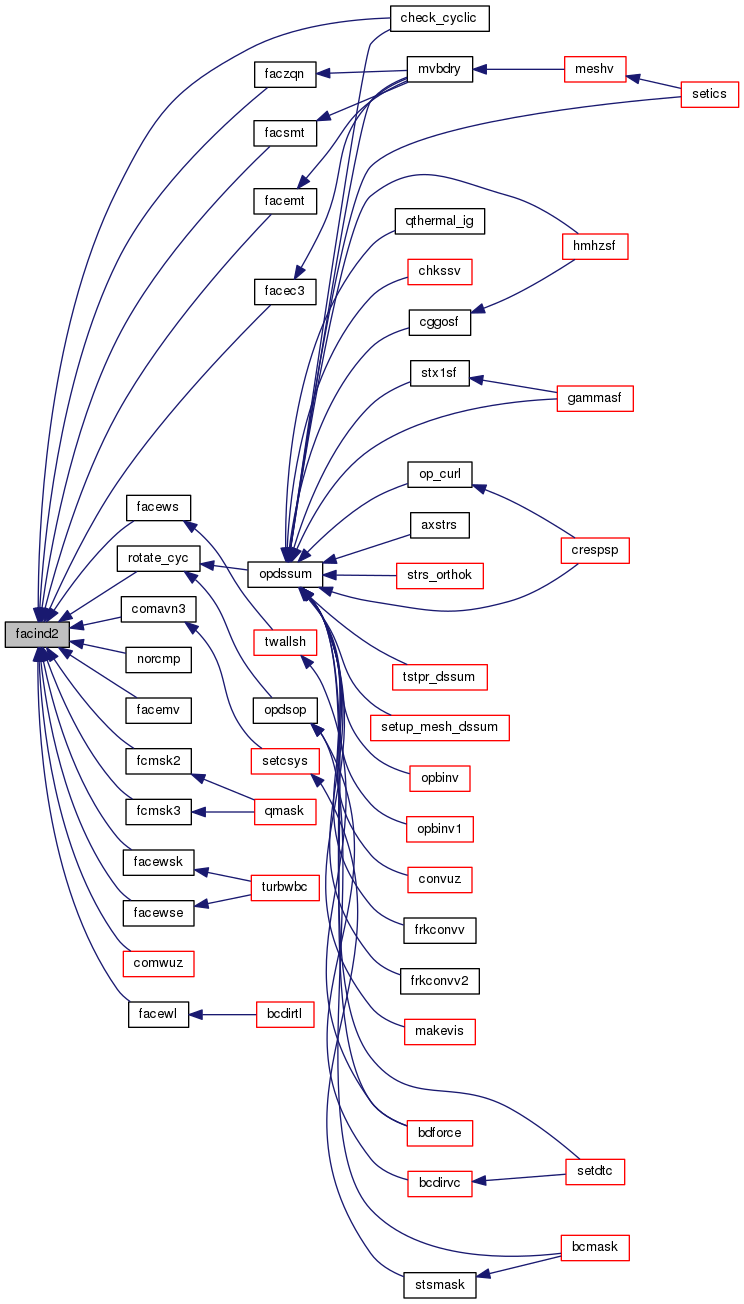 check_cyclic
faczqn
mvbdry
meshv
setics
facsmt
facemt
qthermal_ig
hmhzsf
chkssv
facec3
cggosf
stx1sf
gammasf
op_curl
facews
axstrs
crespsp
rotate_cyc
opdssum
strs_orthok
comavn3
facind2
twallsh
norcmp
tstpr_dssum
facemv
opdsop
setup_mesh_dssum
fcmsk2
setcsys
opbinv
fcmsk3
qmask
opbinv1
facewsk
turbwbc
convuz
facewse
frkconvv
comwuz
frkconvv2
facewl
bcdirtl
makevis
bdforce
setdtc
bcdirvc
bcmask
stsmask